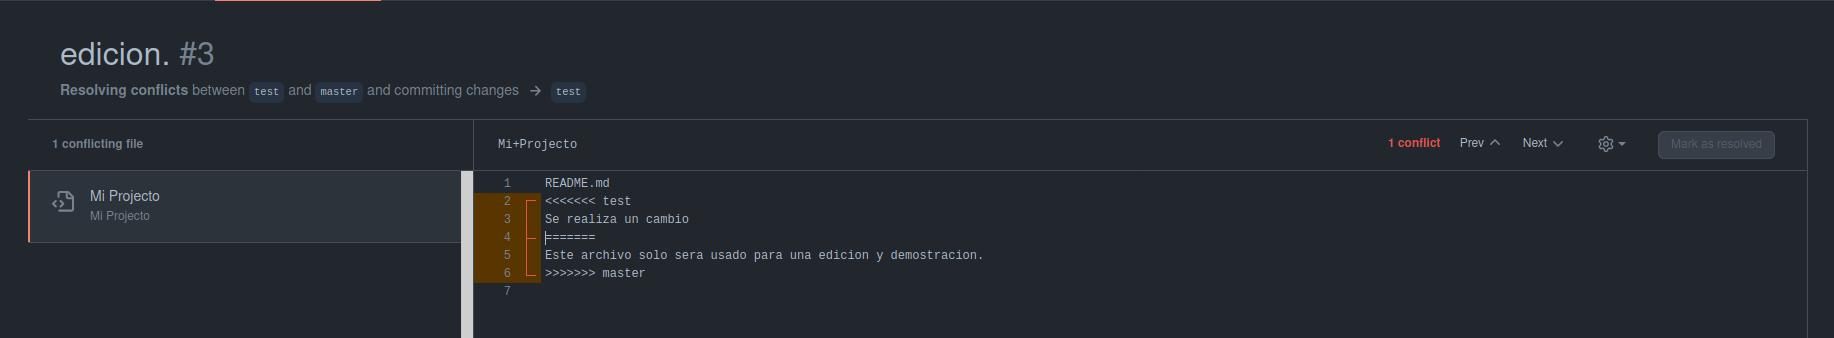 edicion. #3
Resolving conflicts between test and master and committing changes → test
1 conflicting file
Mi+Projecto
1 conflict Prev Next Mark as resolved
Mi Projecto
Mi Projecto
1 README.md
2 <<<<<<< test
3 Se realiza un cambio
4 =======
5 Este archivo solo sera usado para una edicion y demostracion.
6 >>>>>>> master
7